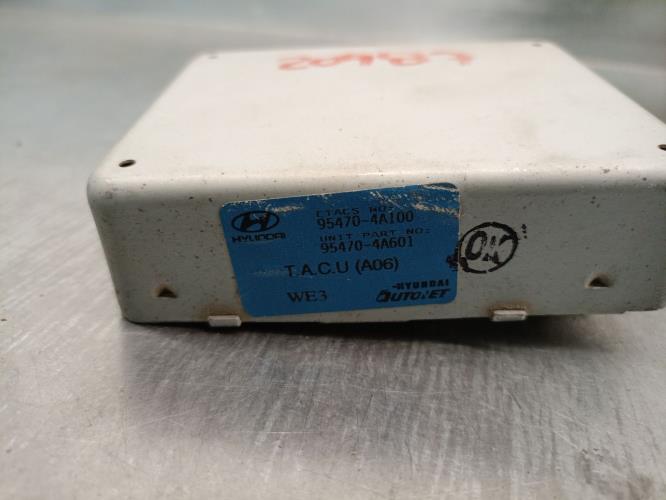 HYUNDAI
ETACS NO:
95470-4A100
UNIT PART NO:
95470-4A601
T.A.C.U (A06)
WE3
HYUNDAI
AUTONET
OK